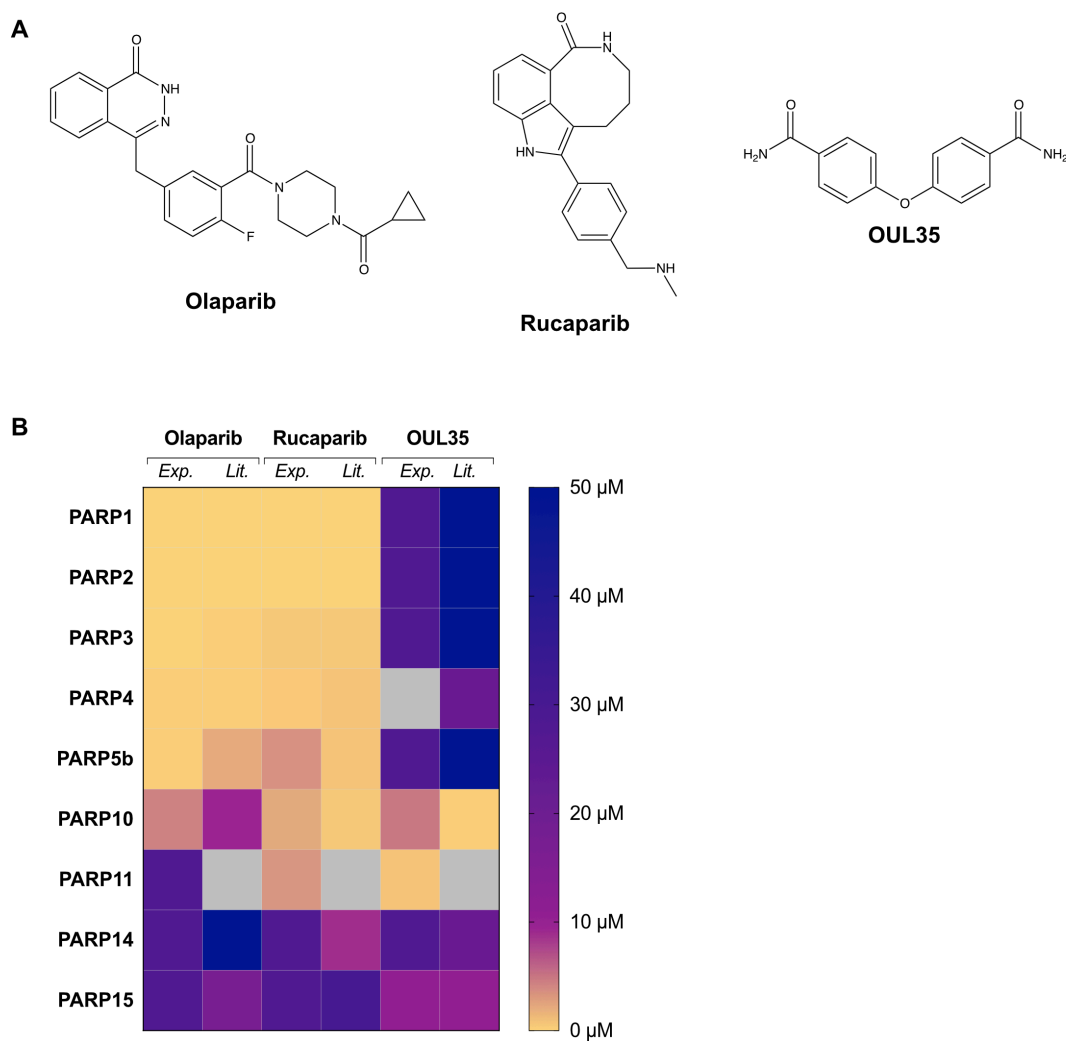 A
O
NH
N
O
N
N
F
O
Olaparib
O
H
N
HN
NH
Rucaparib
O
H₂N
O
O
NH₂
OUL35
B
Olaparib Rucaparib OUL35
Exp. Lit. Exp. Lit. Exp. Lit.
PARP1
PARP2
PARP3
PARP4
PARP5b
PARP10
PARP11
PARP14
PARP15
50 µM
40 µM
30 µM
20 µM
10 µM
0 µM